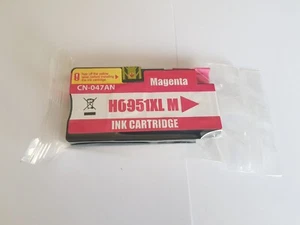 Magenta
CN-047AN
H6951XL M
INK CARTRIDGE